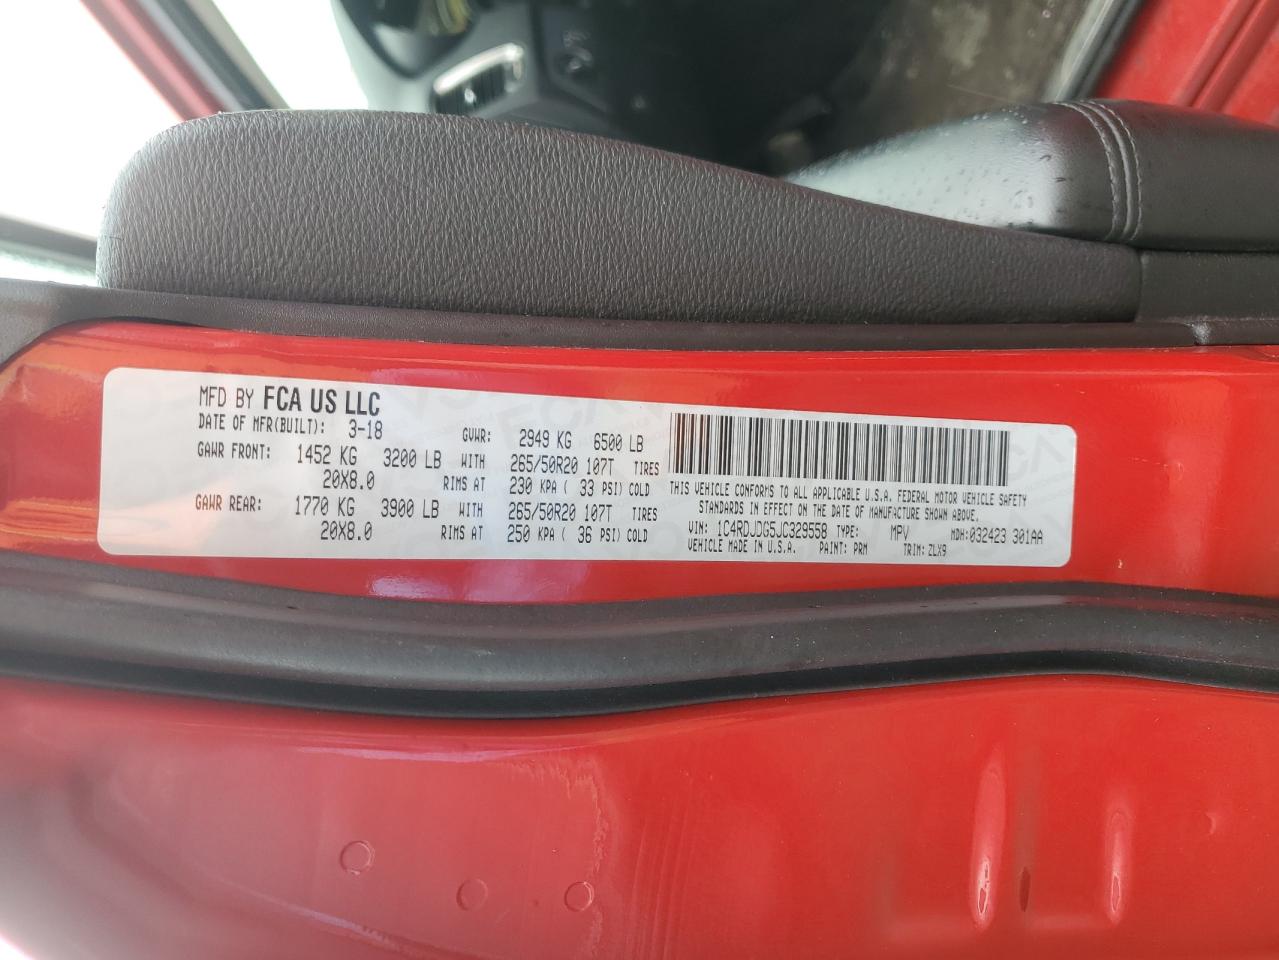 MFD BY FCA US LLC
DATE OF MFR(BUILT): 3-18 GVWR: 2949 KG 6500 LB
GAWR FRONT: 1452 KG 3200 LB WITH 265/50R20 107T TIRES
20X8.0 RIMS AT 230 KPA ( 33 PSI) COLD
GAWR REAR: 1770 KG 3900 LB WITH 265/50R20 107T TIRES
20X8.0 RIMS AT 250 KPA ( 36 PSI) COLD
THIS VEHICLE CONFORMS TO ALL APPLICABLE U.S.A. FEDERAL MOTOR VEHICLE SAFETY
STANDARDS IN EFFECT ON THE DATE OF MANUFACTURE SHOWN ABOVE.
VIN: 1C4RDJDG5JC329558 TYPE: MPV MDH:032423 301AA
VEHICLE MADE IN U.S.A. PAINT: PRM TRIM: ZLX9